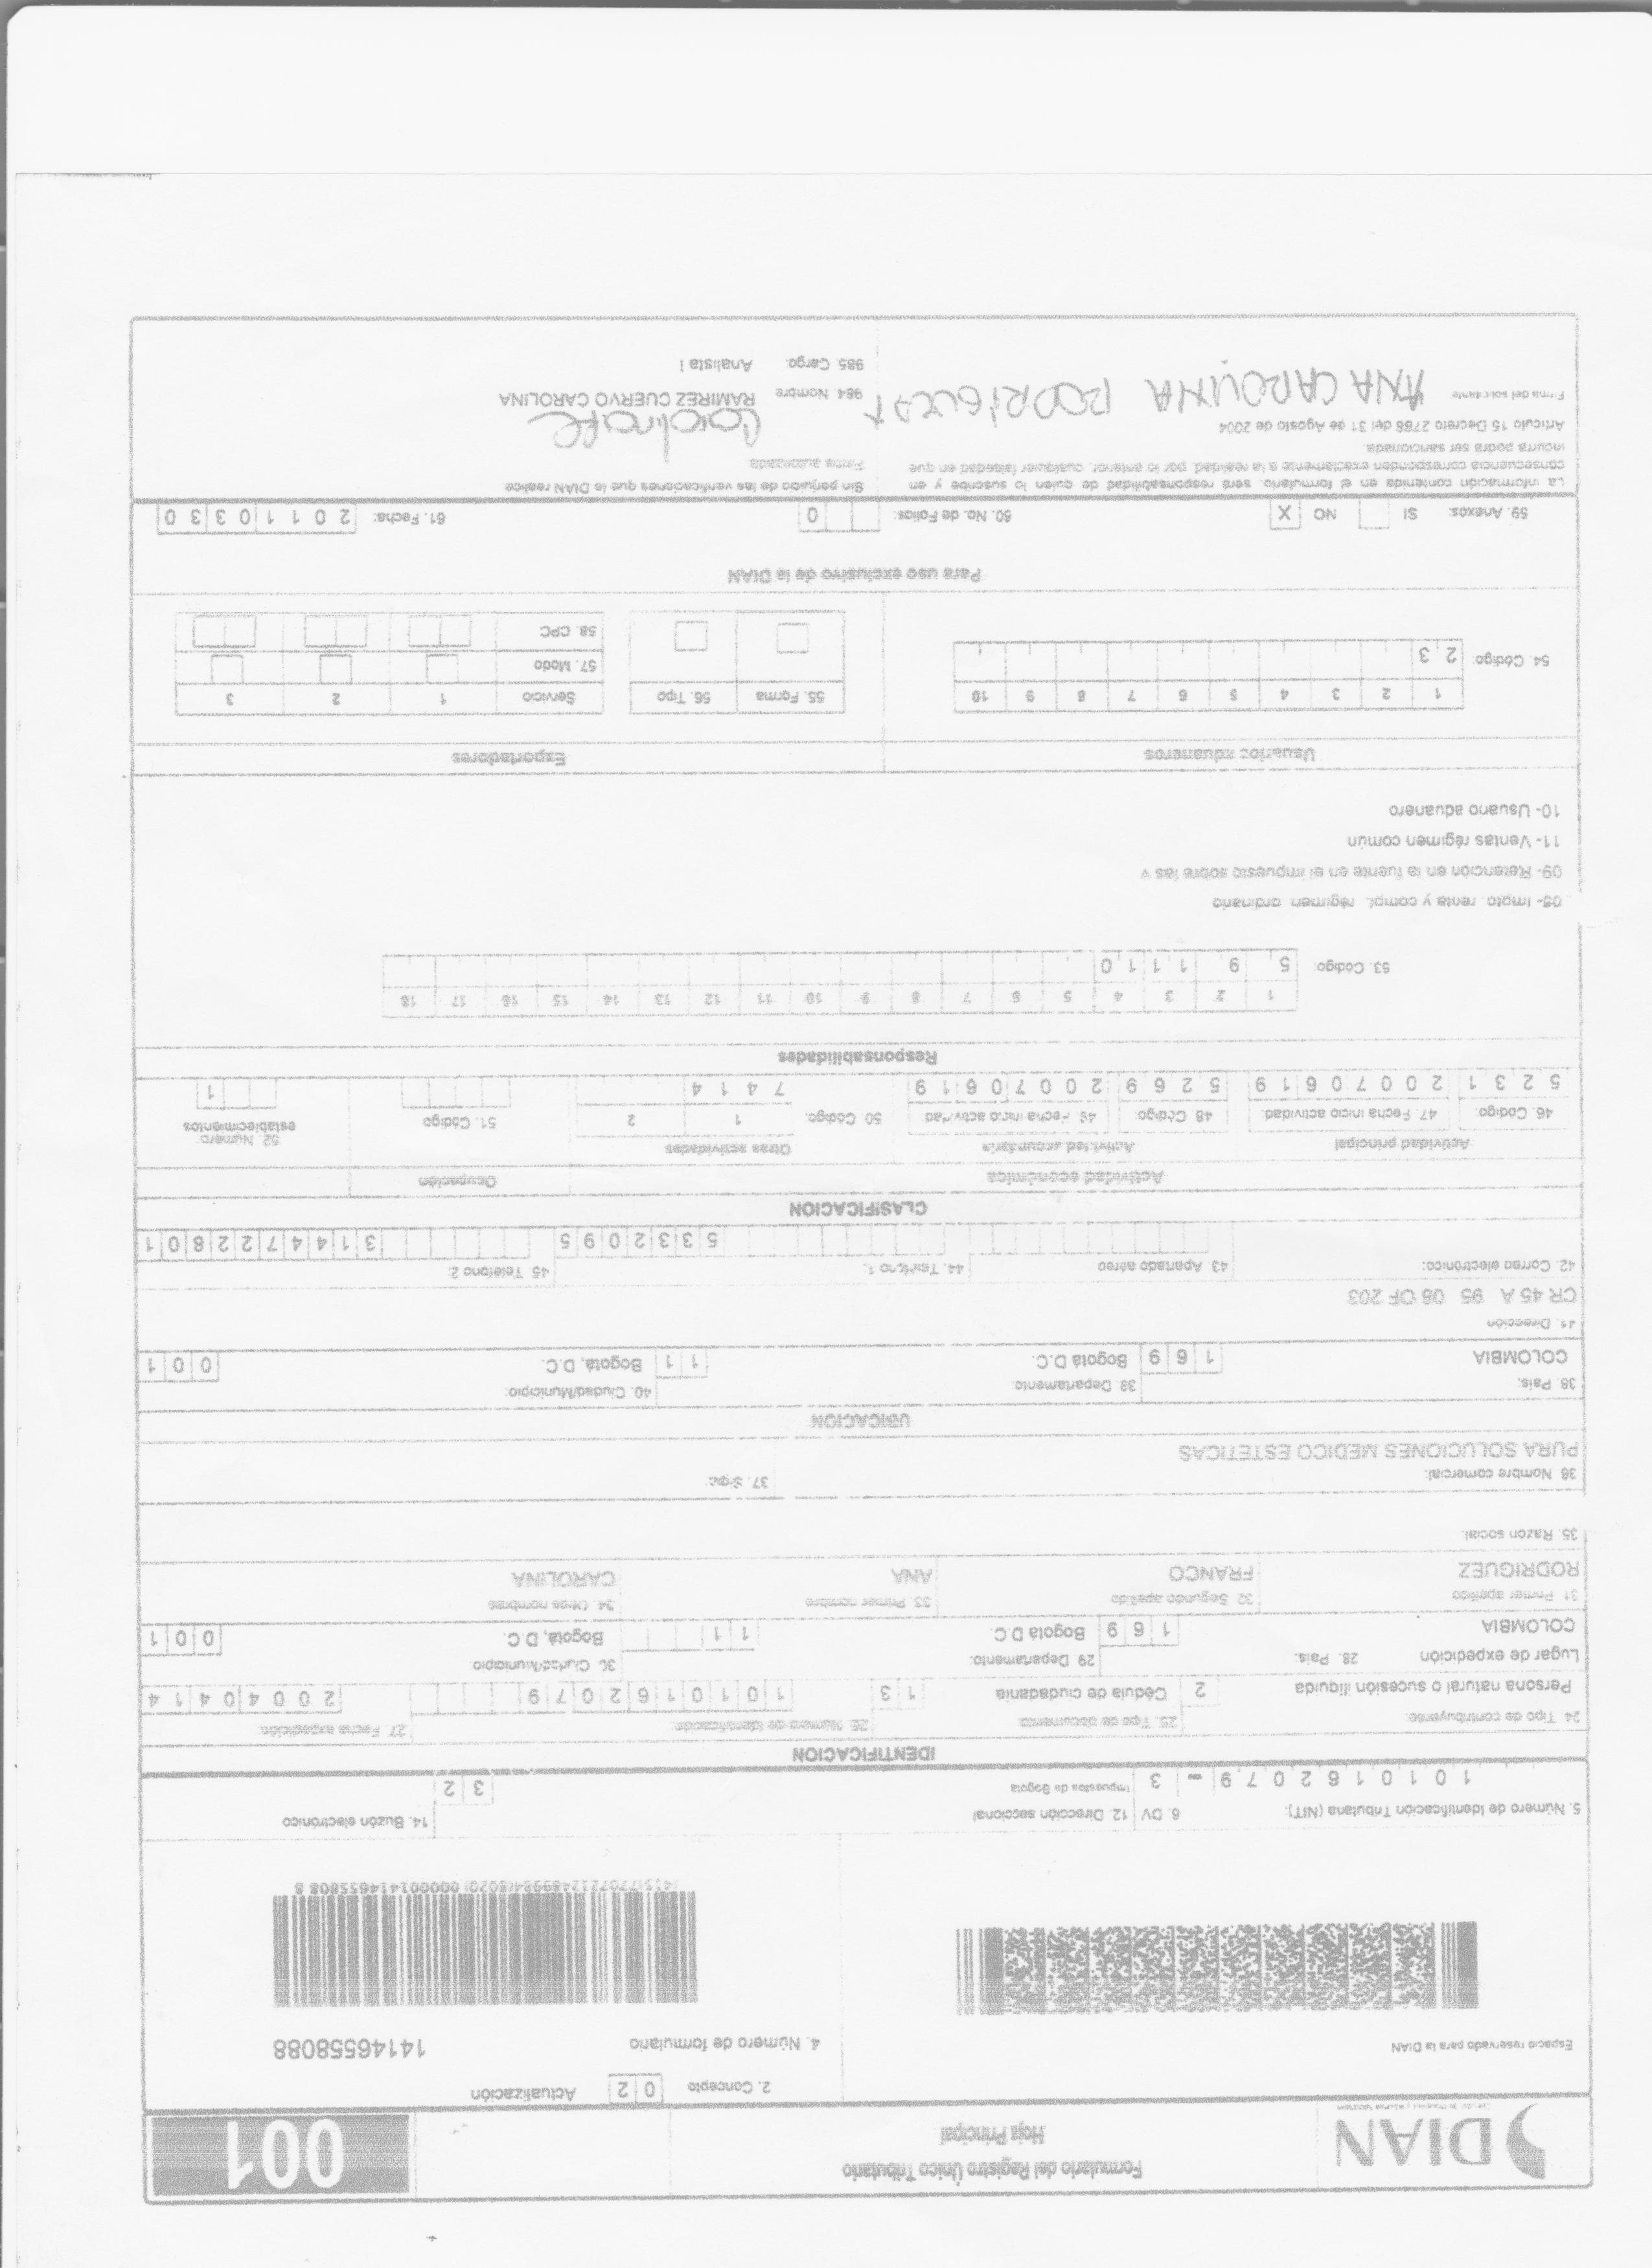 DIAN
Formulario del Registro Único Tributario
Hoja Principal
001
2. Concepto 0 2 Actualización
Espacio reservado para la DIAN
4. Número de formulario 14146558088
5. Número de Identificación Tributaria (NIT):
6. DV
12. Dirección seccional
14. Buzón electrónico
1 0 1 0 1 6 2 0 7 9 - 3
Impuestos de Bogotá
3 2
IDENTIFICACION
24. Tipo de contribuyente:
25. Tipo de documento:
26. Número de Identificación:
27. Fecha expedición:
Persona natural o sucesión ilíquida 2
Cédula de ciudadanía 1 3
1 0 1 0 1 6 2 0 7 9
2 0 0 4 0 4 1 4
Lugar de expedición 28. País:
29. Departamento:
30. Ciudad/Municipio:
COLOMBIA 1 6 9
Bogotá D.C. 1 1
Bogotá, D.C. 0 0 1
31. Primer apellido
32. Segundo apellido
33. Primer nombre
34. Otros nombres
RODRIGUEZ
FRANCO
ANA
CAROLINA
35. Razón social:
36. Nombre comercial:
37. Sigla:
PURA SOLUCIONES MEDICO ESTETICAS
UBICACION
38. País:
39. Departamento:
40. Ciudad/Municipio:
COLOMBIA 1 6 9
Bogotá D.C. 1 1
Bogotá, D.C. 0 0 1
41. Dirección
CR 45 A 95 08 OF 203
42. Correo electrónico:
43. Apartado aéreo
44. Teléfono 1:
45. Teléfono 2:
5 3 3 2 0 9 5
3 1 4 4 7 2 2 8 0 1
CLASIFICACION
Actividad económica
Ocupación
Actividad principal
Actividad secundaria
Otras actividades
52. Número establecimientos
46. Código:
47. Fecha inicio actividad:
48. Código:
49. Fecha inicio actividad:
50. Código:
1 2
51. Código
5 2 3 1
2 0 0 7 0 6 1 9
5 2 6 9
2 0 0 7 0 6 1 9
7 4 1 4
1
Responsabilidades
1 2 3 4 5 6 7 8 9 10 11 12 13 14 15 16 17 18
53. Código: 5 9 1 1 1 0
05- Impto. renta y compl. régimen ordinario
09- Retención en la fuente en el impuesto sobre las v
11- Ventas régimen común
10- Usuario aduanero
Usuarios aduaneros
Exportadores
1 2 3 4 5 6 7 8 9 10
54. Código: 2 3
55. Forma
56. Tipo
Servicio 1 2 3
57. Modo
58. CPC
Para uso exclusivo de la DIAN
59. Anexos: SI NO X
60. No. de Folios: 0
61. Fecha: 2 0 1 1 0 3 3 0
La información contenida en el formulario, será responsabilidad de quien lo suscribe y en
consecuencia corresponden exactamente a la realidad, por lo anterior, cualquier falsedad en que
incurra podrá ser sancionada.
Artículo 15 Decreto 2788 del 31 de Agosto de 2004
Firma del solicitante:
ANA CAROLINA RODRIGUEZ F
Sin perjuicio de las verificaciones que la DIAN realice
Firma autorizada
984. Nombre RAMIREZ CUERVO CAROLINA
985. Cargo: Analista I